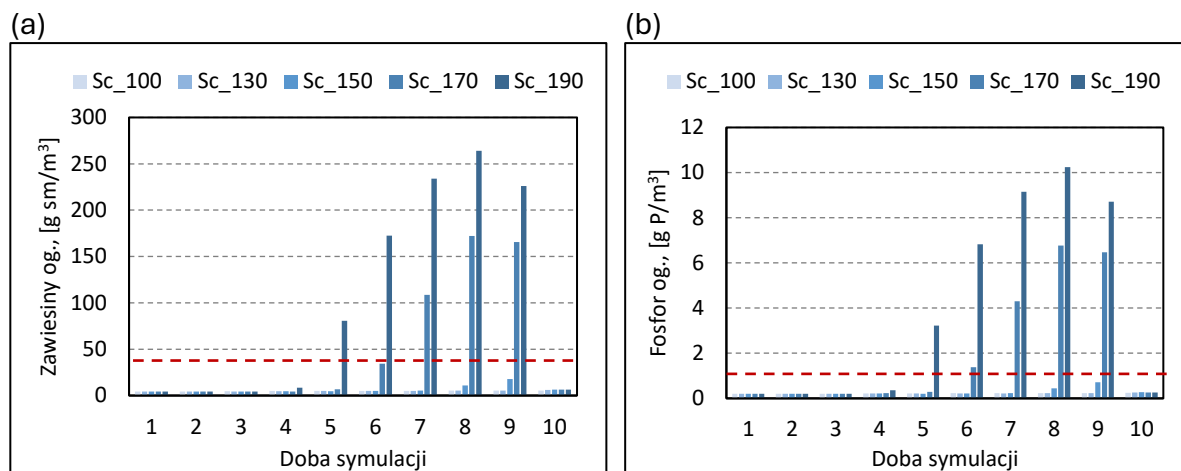 (a)
Sc_100 Sc_130 Sc_150 Sc_170 Sc_190
Zawiesiny og., [g sm/m³]
300
250
200
150
100
50
0
1 2 3 4 5 6 7 8 9 10
Doba symulacji
(b)
Sc_100 Sc_130 Sc_150 Sc_170 Sc_190
Fosfor og., [g P/m³]
12
10
8
6
4
2
0
1 2 3 4 5 6 7 8 9 10
Doba symulacji